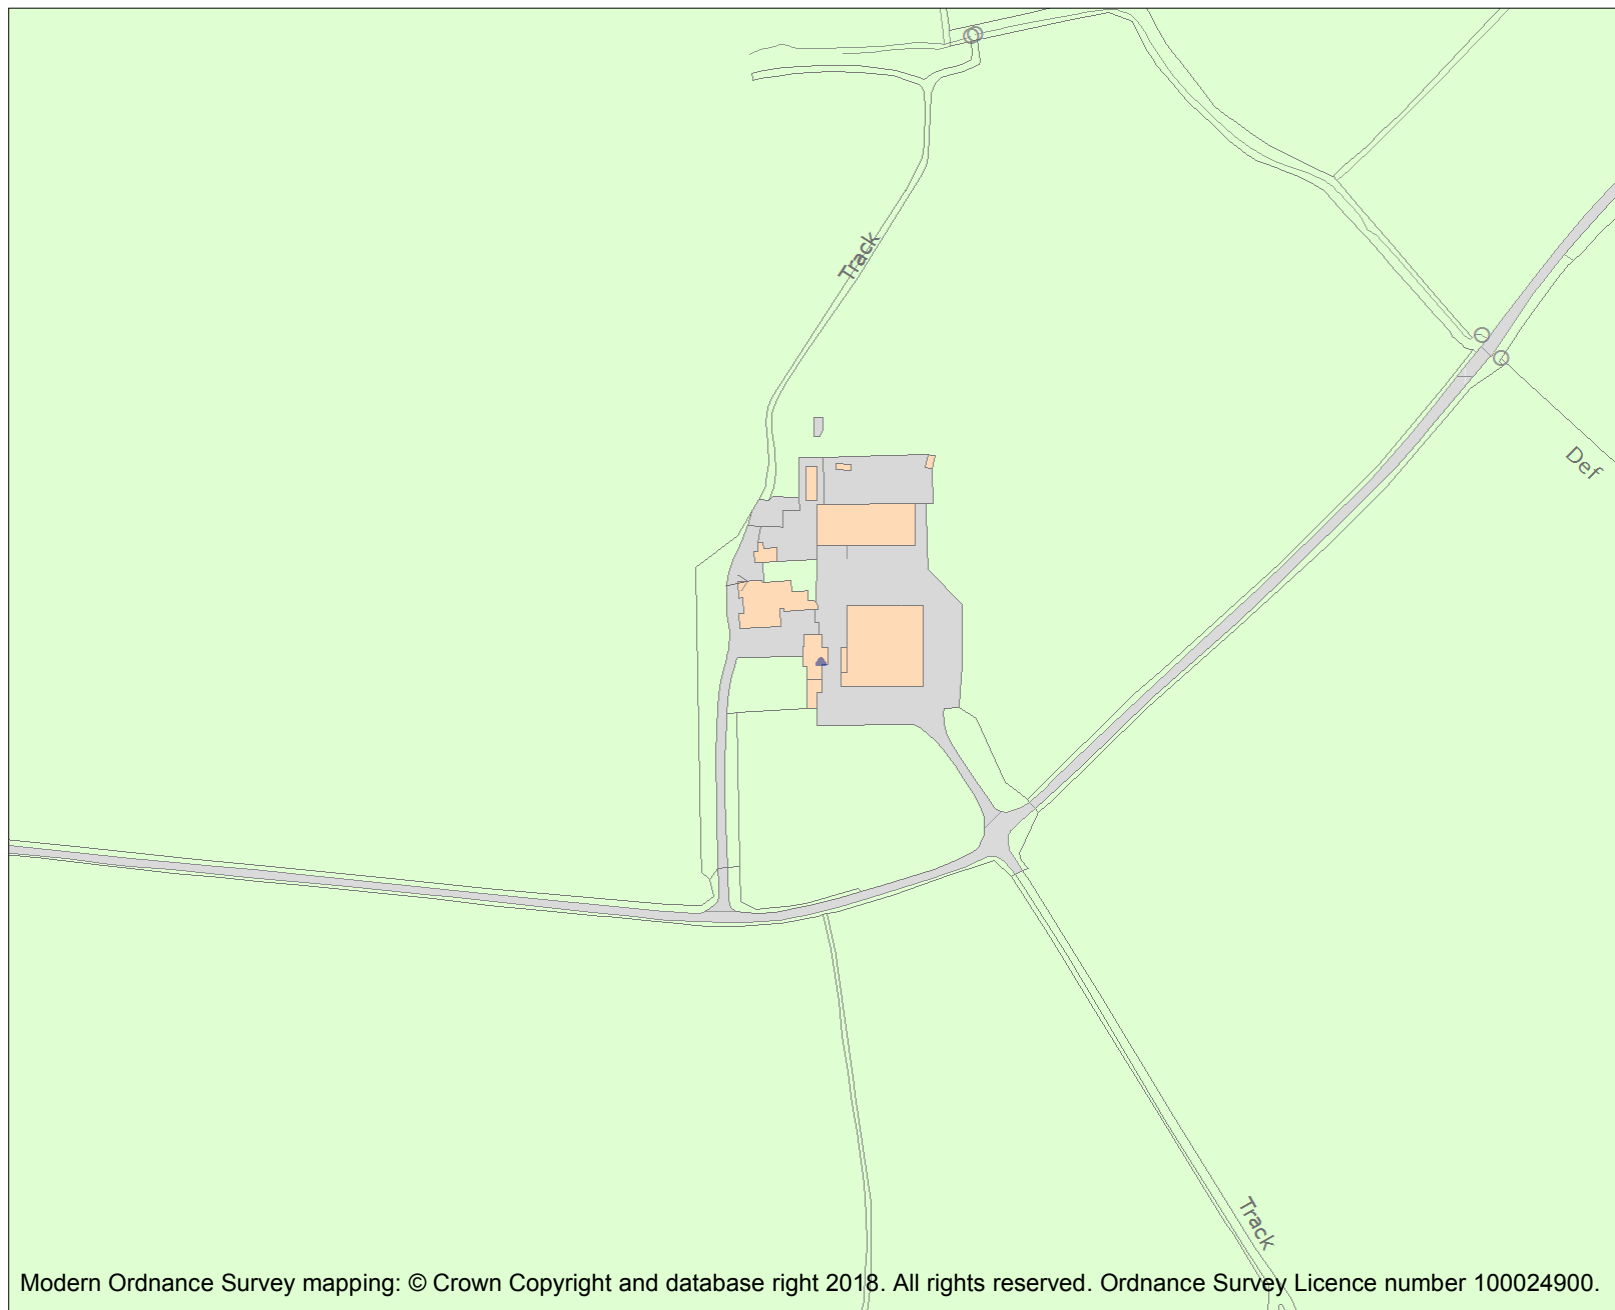 Track
Def
Track
Modern Ordnance Survey mapping: © Crown Copyright and database right 2018. All rights reserved. Ordnance Survey Licence number 100024900.